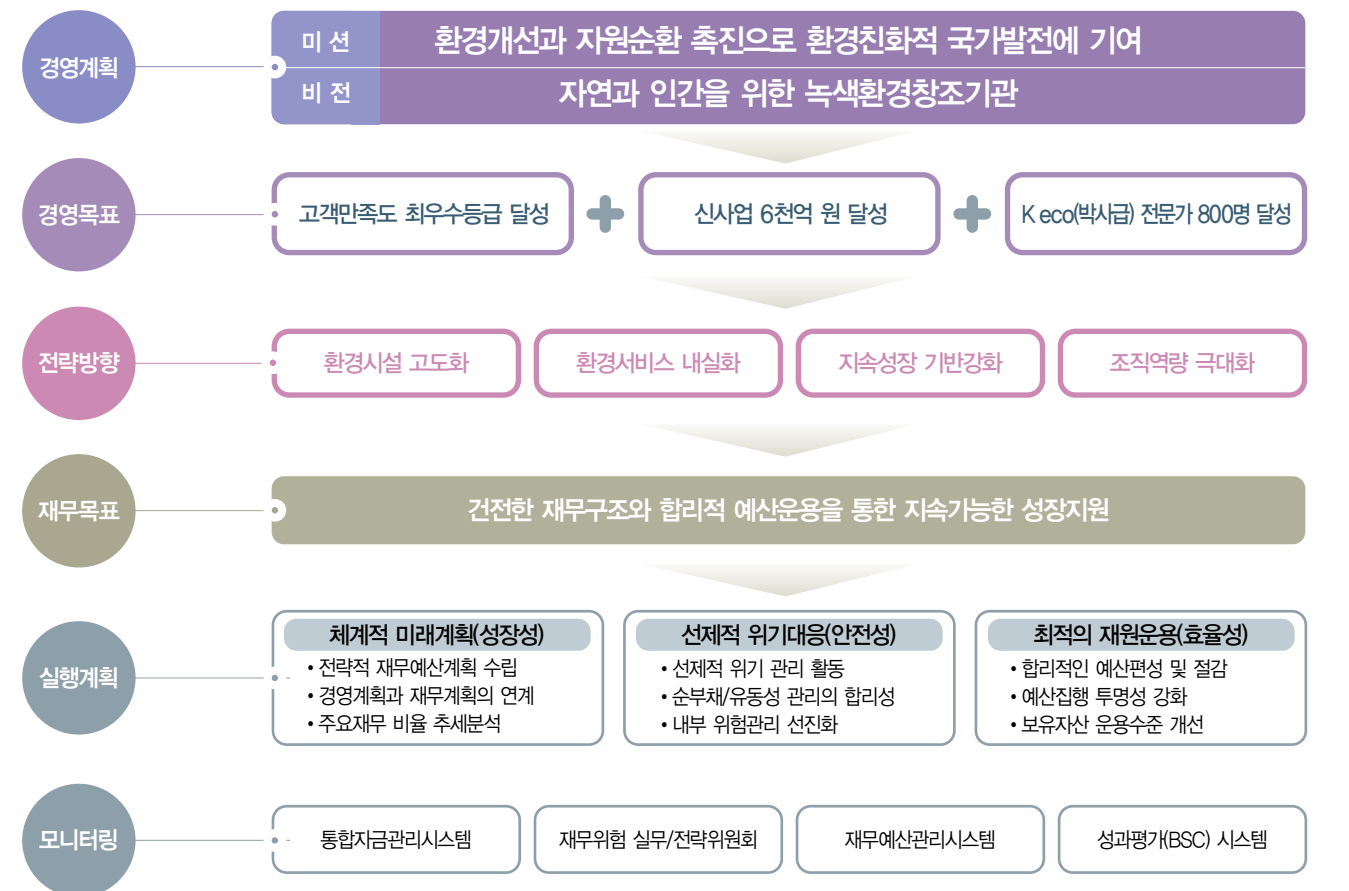 경영계획
미 션
환경개선과 자원순환 촉진으로 환경친화적 국가발전에 기여
비 전
자연과 인간을 위한 녹색환경창조기관
경영목표
고객만족도 최우수등급 달성
신사업 6천억 원 달성
K eco(박사급) 전문가 800명 달성
전략방향
환경시설 고도화
환경서비스 내실화
지속성장 기반강화
조직역량 극대화
재무목표
건전한 재무구조와 합리적 예산운용을 통한 지속가능한 성장지원
실행계획
체계적 미래계획(성장성)
• 전략적 재무예산계획 수립
• 경영계획과 재무계획의 연계
• 주요재무 비율 추세분석
선제적 위기대응(안전성)
• 선제적 위기 관리 활동
• 순부채/유동성 관리의 합리성
• 내부 위험관리 선진화
최적의 재원운용(효율성)
• 합리적인 예산편성 및 절감
• 예산집행 투명성 강화
• 보유자산 운용수준 개선
모니터링
통합자금관리시스템
재무위험 실무/전략위원회
재무예산관리시스템
성과평가(BSC) 시스템